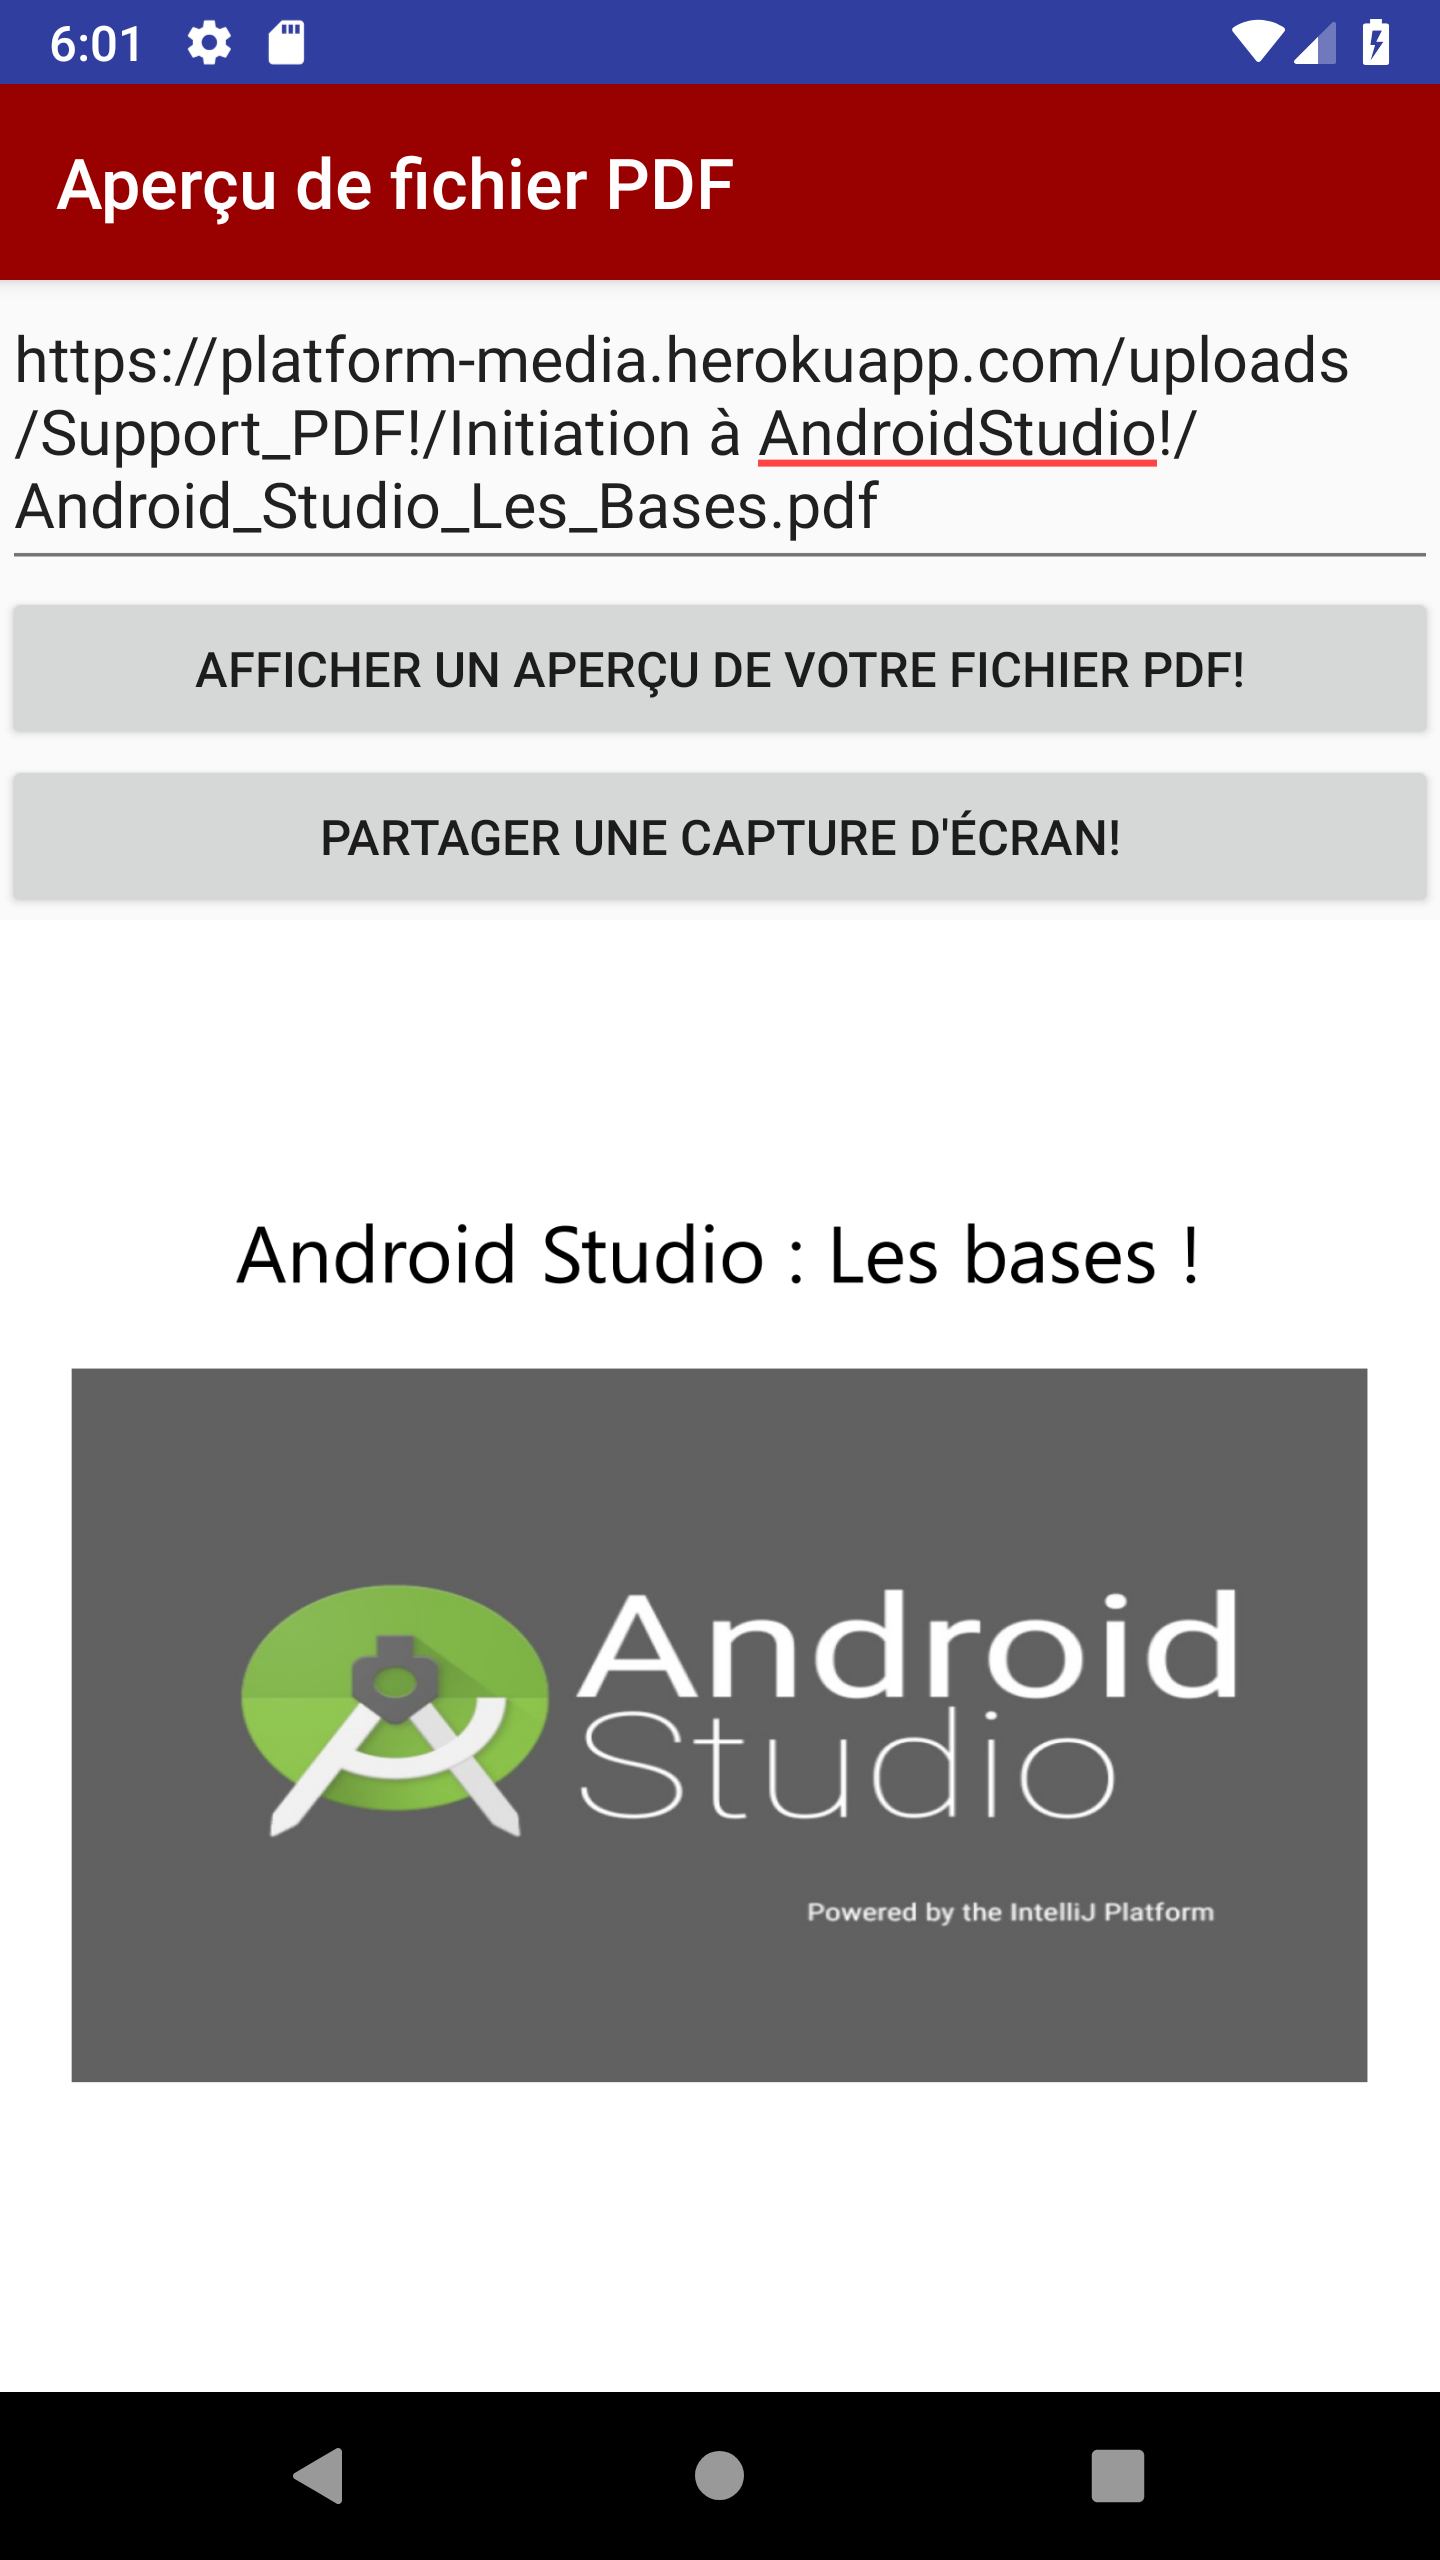 6:01
Aperçu de fichier PDF
https://platform-media.herokuapp.com/uploads
/Support_PDF!/Initiation à AndroidStudio!/
Android_Studio_Les_Bases.pdf
AFFICHER UN APERÇU DE VOTRE FICHIER PDF!
PARTAGER UNE CAPTURE D'ÉCRAN!
Android Studio : Les bases !
Android
Studio
Powered by the IntelliJ Platform